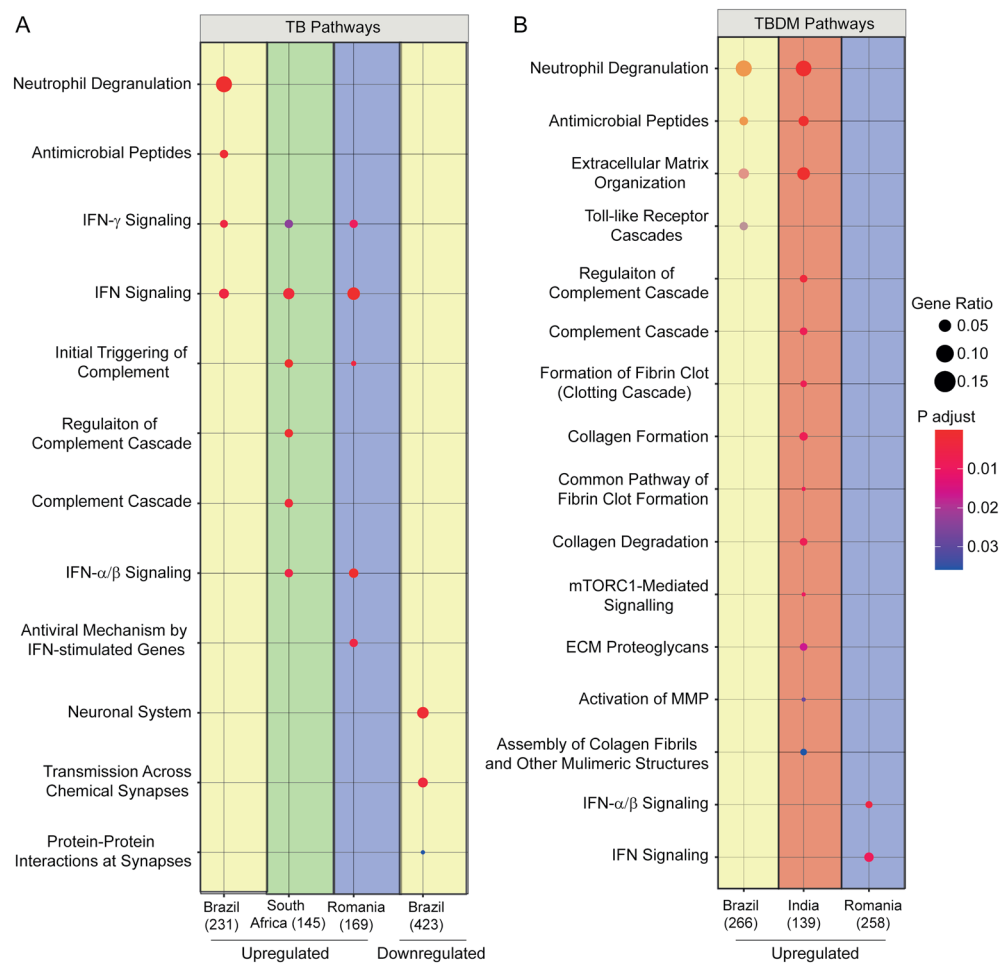 A
TB Pathways
Neutrophil Degranulation
Antimicrobial Peptides
IFN-γ Signaling
IFN Signaling
Initial Triggering of
Complement
Regulaiton of
Complement Cascade
Complement Cascade
IFN-α/β Signaling
Antiviral Mechanism by
IFN-stimulated Genes
Neuronal System
Transmission Across
Chemical Synapses
Protein-Protein
Interactions at Synapses
Brazil
(231)
South
Africa (145)
Romania
(169)
Brazil
(423)
Upregulated
Downregulated
B
TBDM Pathways
Neutrophil Degranulation
Antimicrobial Peptides
Extracellular Matrix
Organization
Toll-like Receptor
Cascades
Regulaiton of
Complement Cascade
Complement Cascade
Formation of Fibrin Clot
(Clotting Cascade)
Collagen Formation
Common Pathway of
Fibrin Clot Formation
Collagen Degradation
mTORC1-Mediated
Signalling
ECM Proteoglycans
Activation of MMP
Assembly of Colagen Fibrils
and Other Mulimeric Structures
IFN-α/β Signaling
IFN Signaling
Brazil
(266)
India
(139)
Romania
(258)
Upregulated
Gene Ratio
0.05
0.10
0.15
P adjust
0.01
0.02
0.03